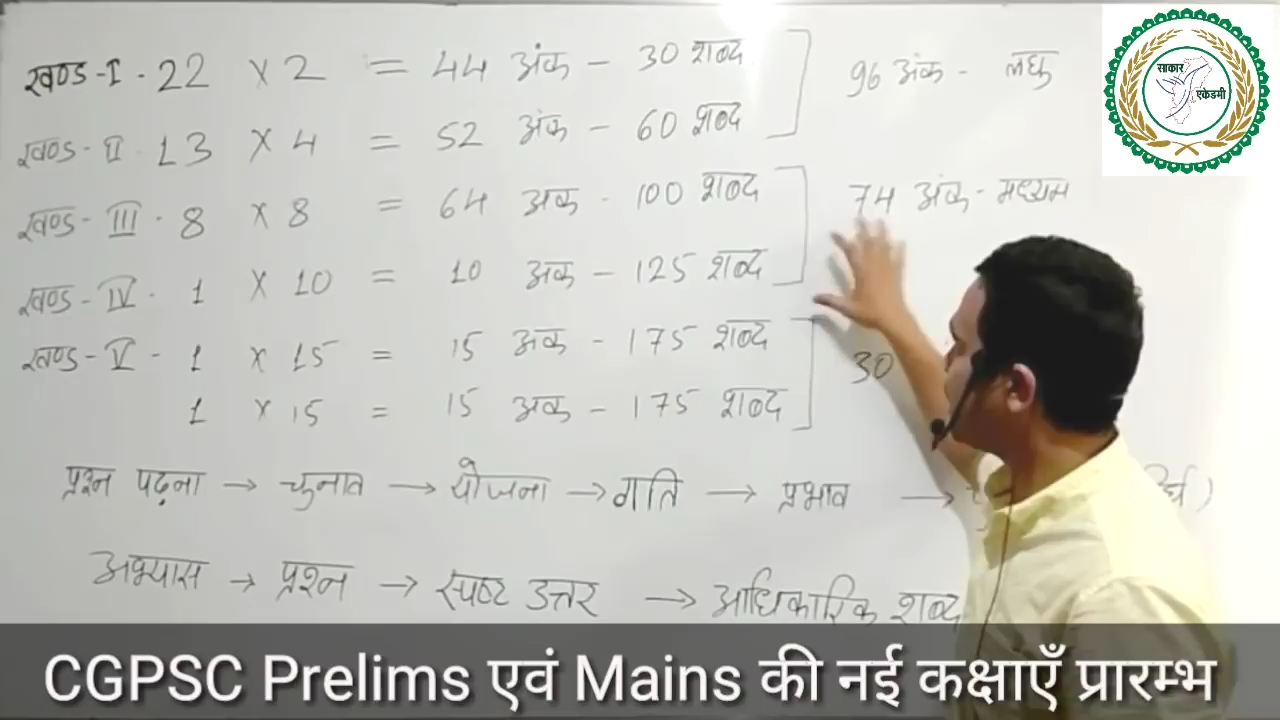 खण्ड-I - 22 × 2 = 44 अंक - 30 शब्द
खण्ड-II - 13 × 4 = 52 अंक - 60 शब्द
96 अंक - लघु
खण्ड-III - 8 × 8 = 64 अंक - 100 शब्द
खण्ड-IV - 1 × 10 = 10 अंक - 125 शब्द
74 अंक - मध्यम
खण्ड-V - 1 × 15 = 15 अंक - 175 शब्द
1 × 15 = 15 अंक - 175 शब्द
30
प्रश्न पढ़ना → चुनाव → योजना → गति → प्रभाव →
अभ्यास → प्रश्न → स्पष्ट उत्तर → आधिकारिक शब्द
साकार
एकेडमी
CGPSC Prelims एवं Mains की नई कक्षाएँ प्रारम्भ